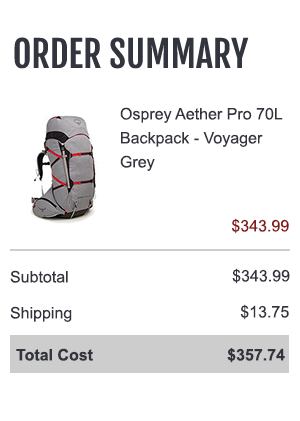 ORDER SUMMARY
Osprey Aether Pro 70L
Backpack - Voyager
Grey
$343.99
Subtotal $343.99
Shipping $13.75
Total Cost $357.74